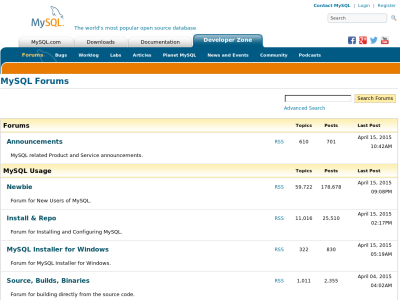 MySQL
The world's most popular open source database
Contact MySQL | Login | Register
Search
MySQL.com Downloads Documentation Developer Zone
Forums Bugs Worklog Labs Articles Planet MySQL News and Events Community Podcasts
MySQL Forums
Search Forums
Advanced Search
Forums Topics Posts Last Post
Announcements RSS 610 701 April 15, 2015
10:42AM
MySQL related Product and Service announcements.
MySQL Usage Topics Posts Last Post
Newbie RSS 59,722 178,678 April 15, 2015
09:08PM
Forum for New Users of MySQL.
Install & Repo RSS 11,016 25,510 April 15, 2015
02:17PM
Forum for Installing and Configuring MySQL.
MySQL Installer for Windows RSS 322 830 April 15, 2015
05:19AM
Forum for MySQL Installer for Windows.
Source, Builds, Binaries RSS 1,011 2,355 April 04, 2015
04:02AM
Forum for building directly from the source code.